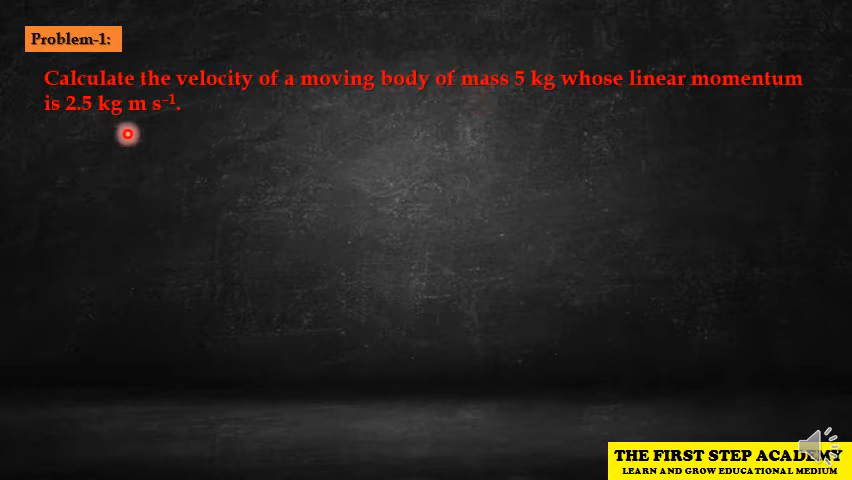 Problem-1:
Calculate the velocity of a moving body of mass 5 kg whose linear momentum
is 2.5 kg m s⁻¹.
THE FIRST STEP ACADEMY
LEARN AND GROW EDUCATIONAL MEDIUM